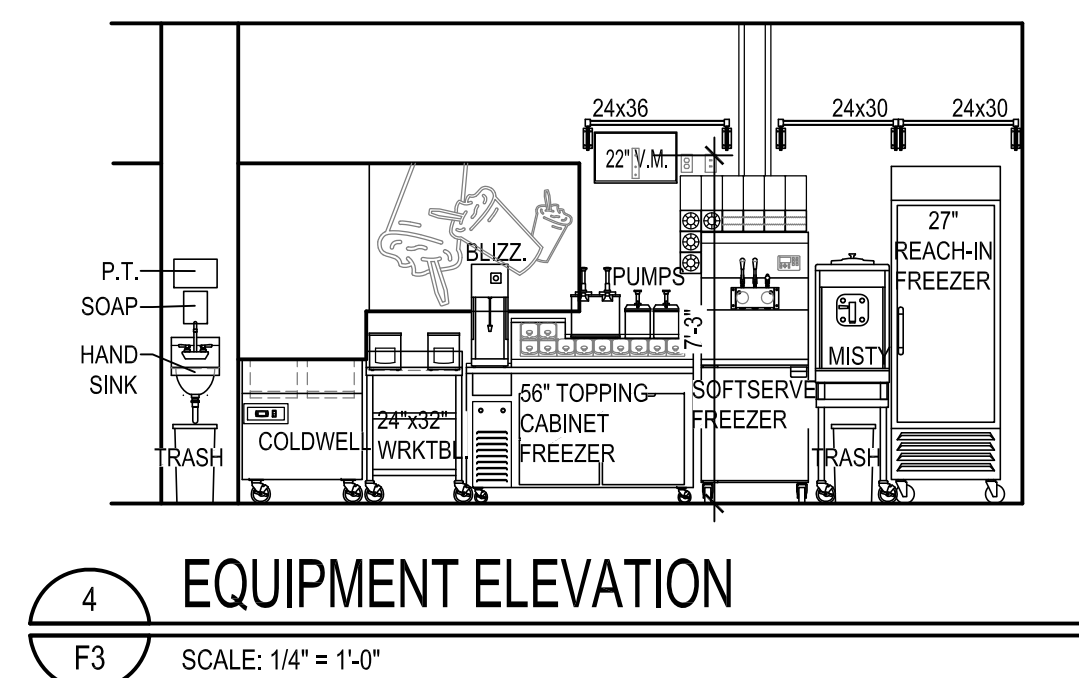 24x36
24x30
24x30
22" V.M.
27"
REACH-IN
FREEZER
P.T.
SOAP
HAND
SINK
TRASH
BLIZZ.
PUMPS
7'-3"
MISTY
COLDWELL
24"x32"
WRKTBL.
56" TOPPING
CABINET
FREEZER
SOFTSERVE
FREEZER
TRASH
4
EQUIPMENT ELEVATION
F3
SCALE: 1/4" = 1'-0"